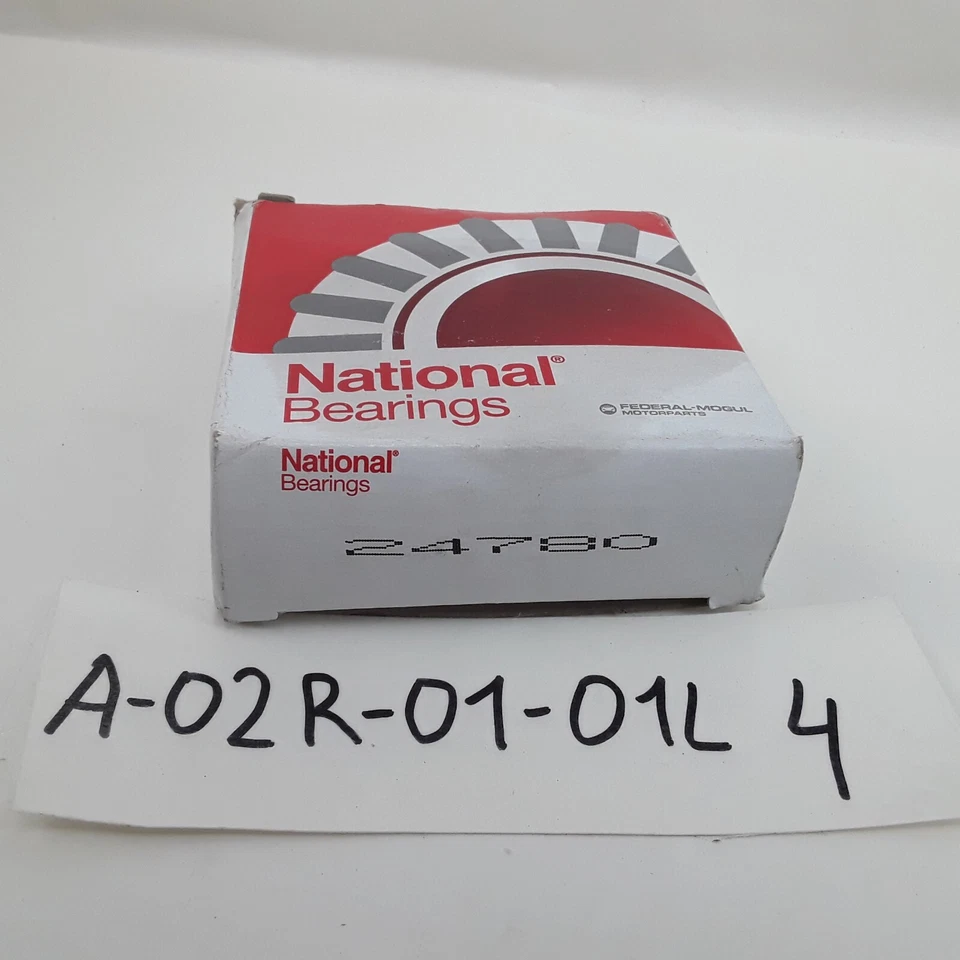 National®
Bearings
FEDERAL-MOGUL
MOTORPARTS
National®
Bearings
24780
A-02R-01-01L 4